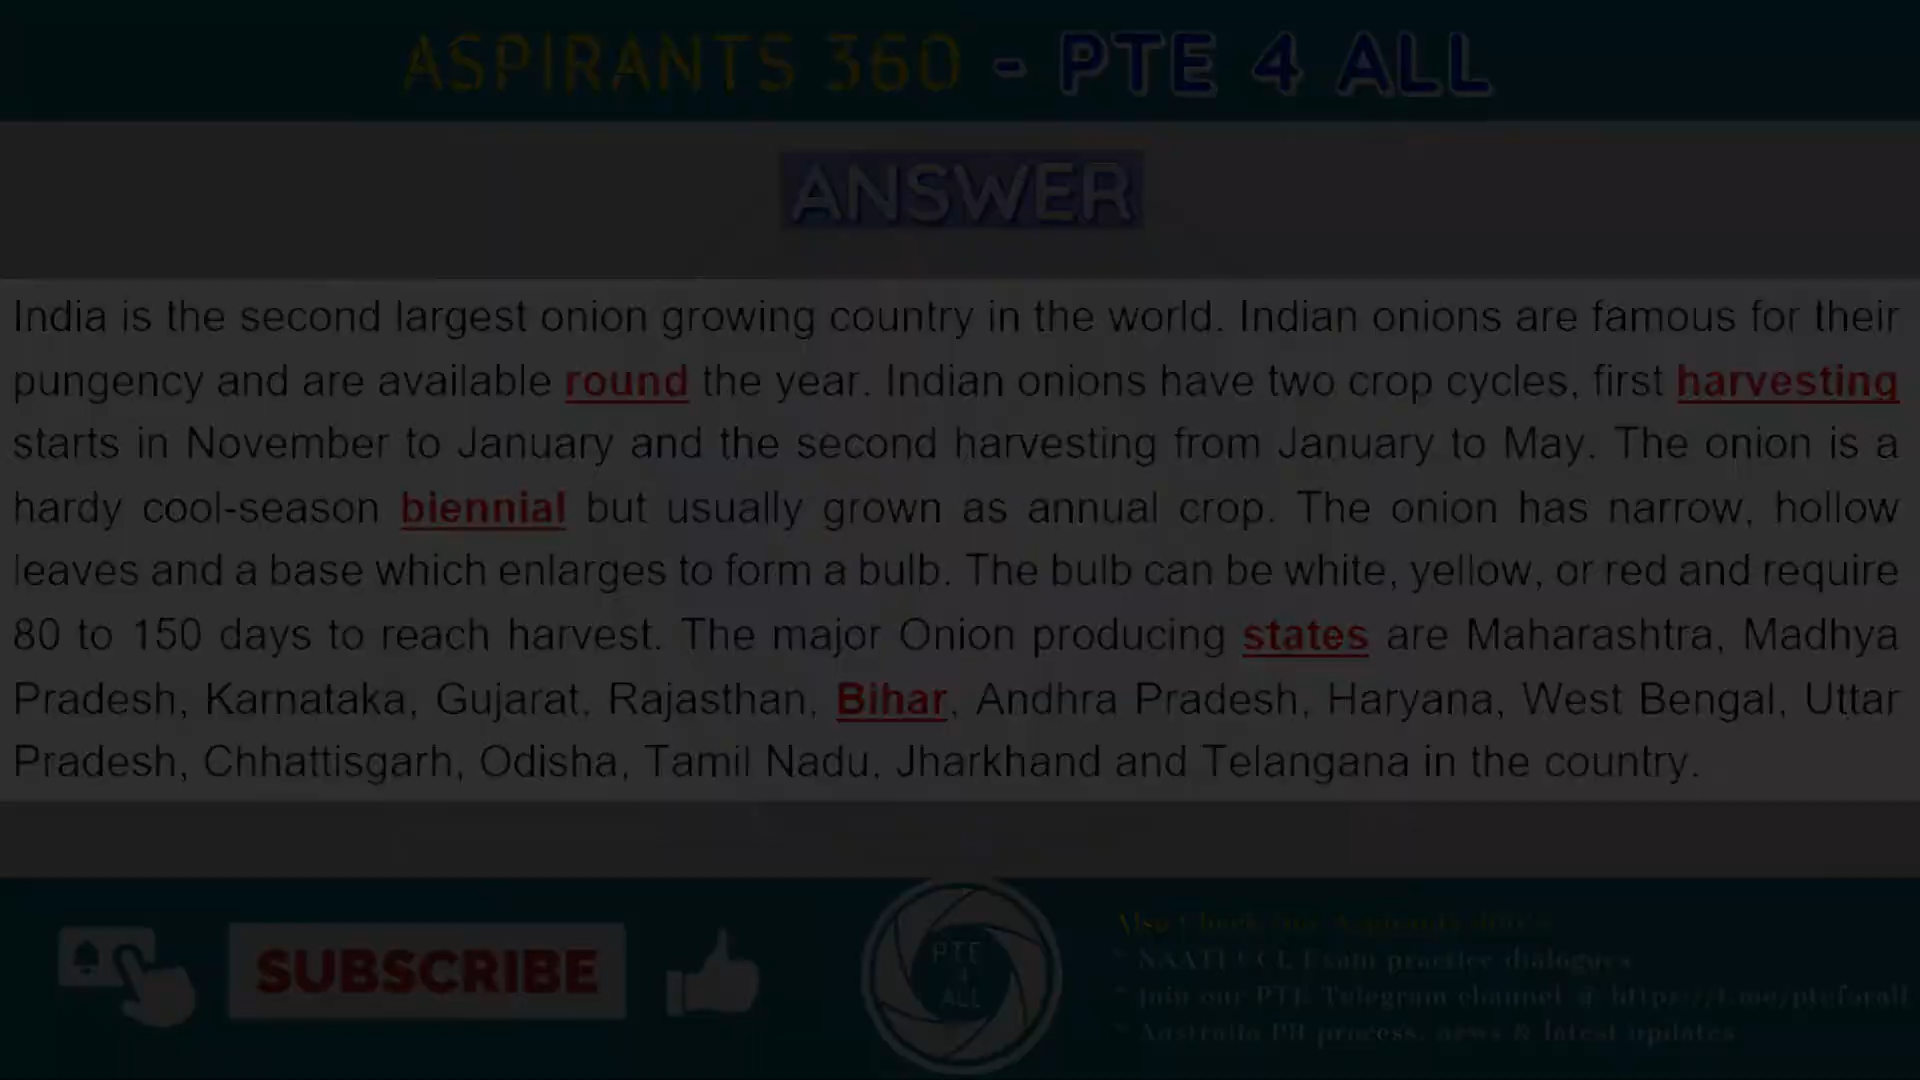 ASPIRANTS 360 - PTE 4 ALL
ANSWER
India is the second largest onion growing country in the world. Indian onions are famous for their
pungency and are available round the year. Indian onions have two crop cycles, first harvesting
starts in November to January and the second harvesting from January to May. The onion is a
hardy cool-season biennial but usually grown as annual crop. The onion has narrow, hollow
leaves and a base which enlarges to form a bulb. The bulb can be white, yellow, or red and require
80 to 150 days to reach harvest. The major Onion producing states are Maharashtra, Madhya
Pradesh, Karnataka, Gujarat, Rajasthan, Bihar, Andhra Pradesh, Haryana, West Bengal, Uttar
Pradesh, Chhattisgarh, Odisha, Tamil Nadu, Jharkhand and Telangana in the country.
SUBSCRIBE
PTE
4
ALL
Also Check
* NAATI CCL Exam practice dialogues
* Join our PTE Telegram channel @ https://t.me/pteforall
* Australia PR process, news & latest updates